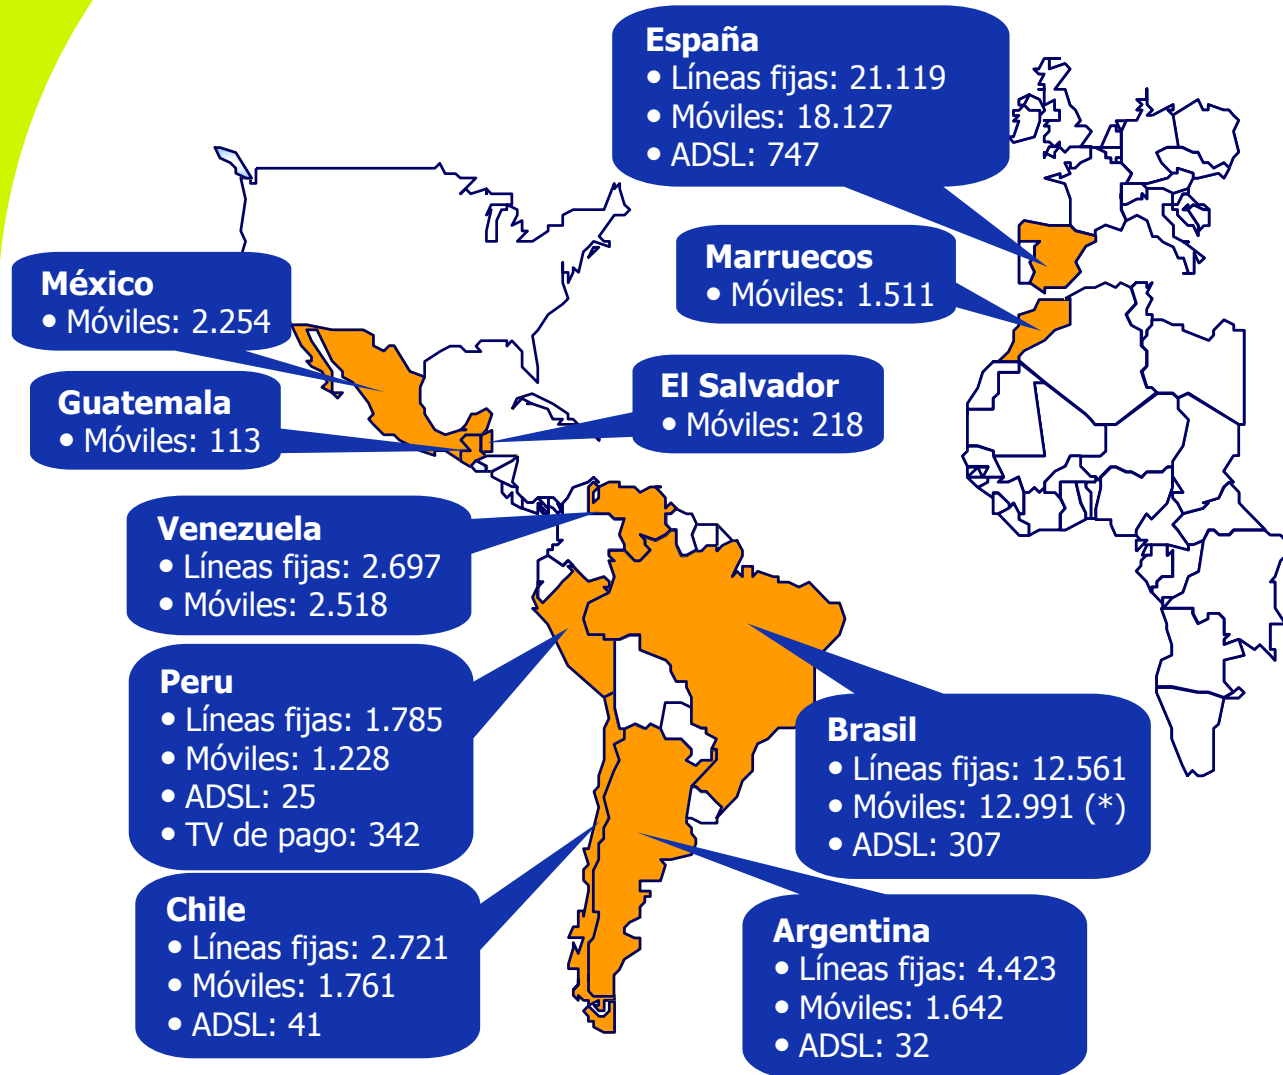 España
• Líneas fijas: 21.119
• Móviles: 18.127
• ADSL: 747
Marruecos
• Móviles: 1.511
México
• Móviles: 2.254
Guatemala
• Móviles: 113
El Salvador
• Móviles: 218
Venezuela
• Líneas fijas: 2.697
• Móviles: 2.518
Peru
• Líneas fijas: 1.785
• Móviles: 1.228
• ADSL: 25
• TV de pago: 342
Brasil
• Líneas fijas: 12.561
• Móviles: 12.991 (*)
• ADSL: 307
Chile
• Líneas fijas: 2.721
• Móviles: 1.761
• ADSL: 41
Argentina
• Líneas fijas: 4.423
• Móviles: 1.642
• ADSL: 32